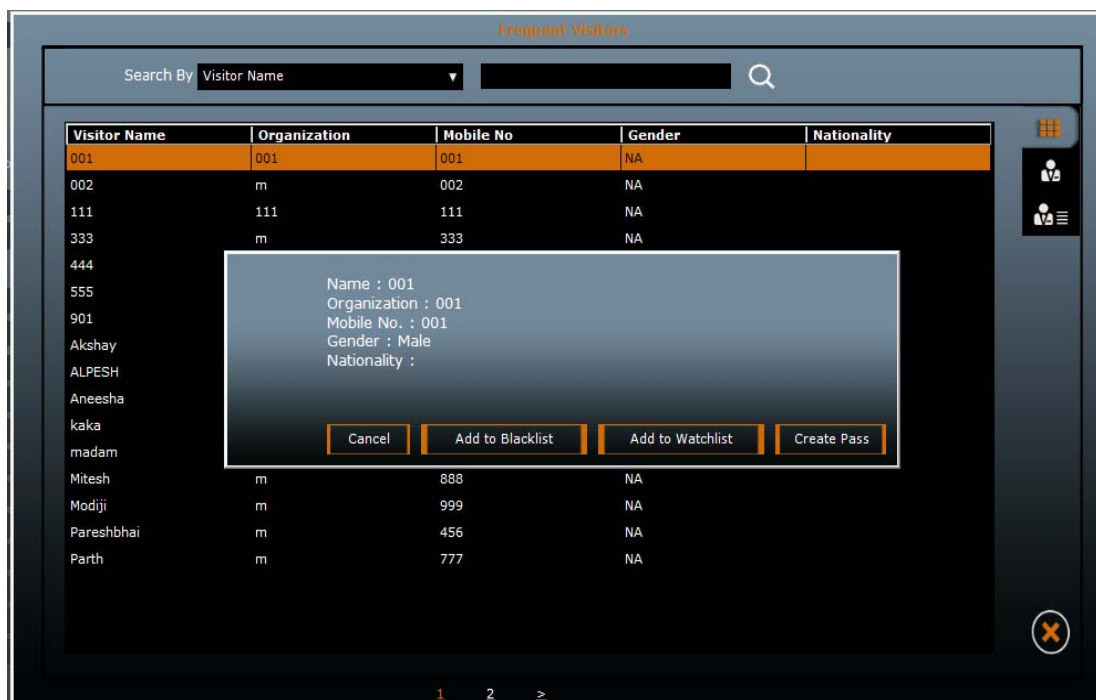 Frequent Visitors
Search By Visitor Name
Visitor Name Organization Mobile No Gender Nationality
001 001 001 NA
002 m 002 NA
111 111 111 NA
333 m 333 NA
444
555
901
Akshay
ALPESH
Aneesha
kaka
madam
Name : 001
Organization : 001
Mobile No. : 001
Gender : Male
Nationality :
Cancel Add to Blacklist Add to Watchlist Create Pass
Mitesh m 888 NA
Modiji m 999 NA
Pareshbhai m 456 NA
Parth m 777 NA
1 2 >